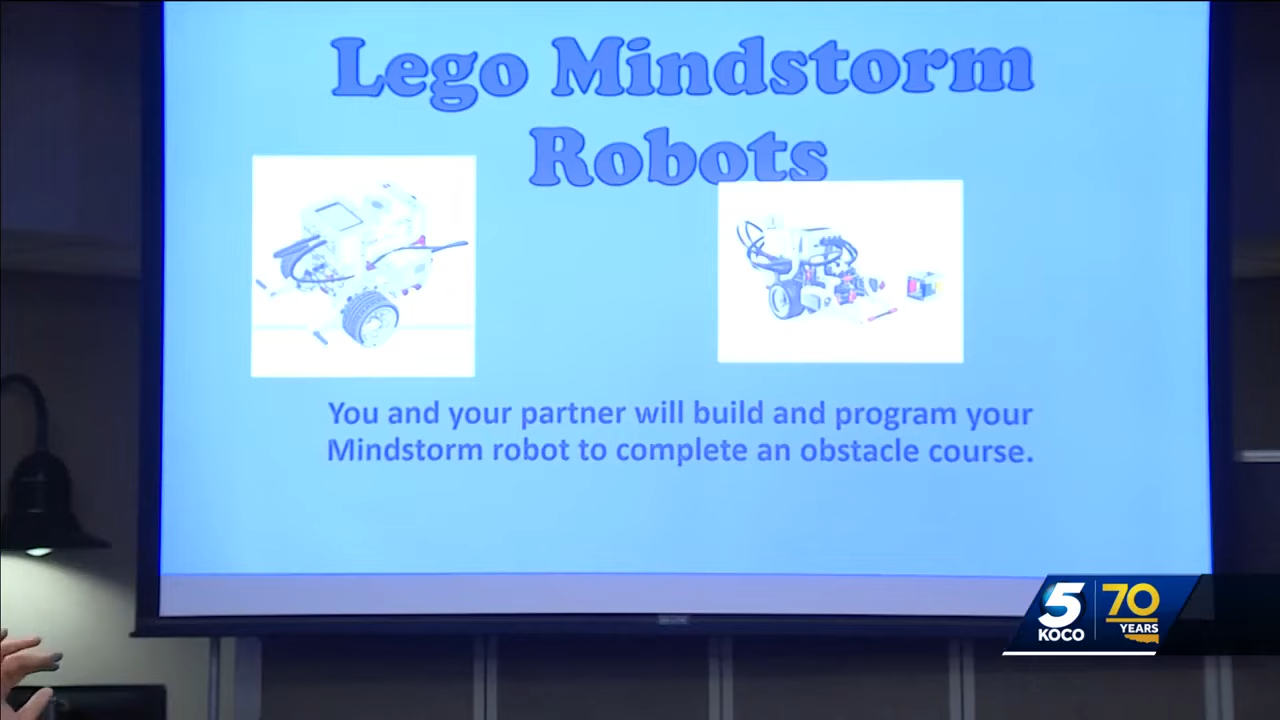 Lego Mindstorm
Robots
You and your partner will build and program your
Mindstorm robot to complete an obstacle course.
5
KOCO
70
YEARS